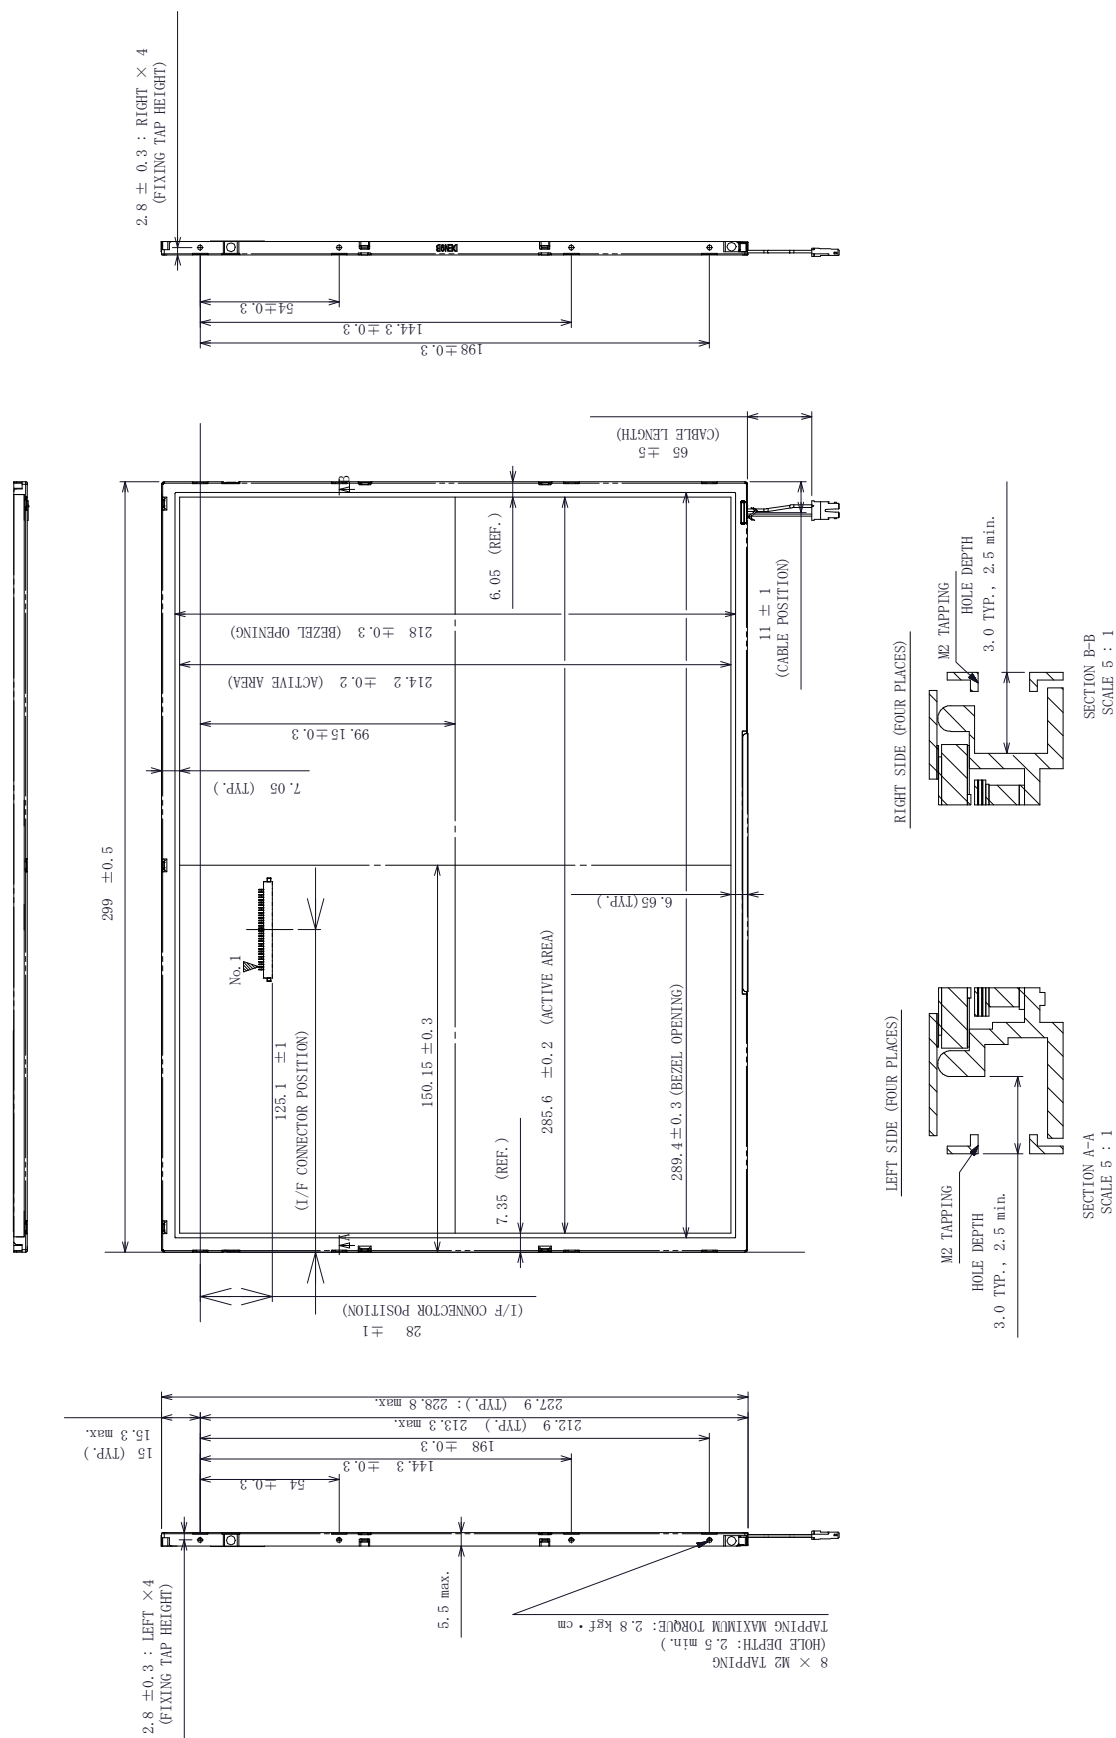 2.8 ± 0.3 : RIGHT × 4
(FIXING TAP HEIGHT)
54±0.3
144.3±0.3
198±0.3
(CABLE LENGTH)
65 ±5
B
299 ±0.5
6.05 (REF.)
218 ±0.3 (BEZEL OPENING)
214.2 ±0.2 (ACTIVE AREA)
99.15±0.3
7.05 (TYP.)
11 ± 1
(CABLE POSITION)
6.65(TYP.)
No.1
125.1 ±1
(I/F CONNECTOR POSITION)
150.15±0.3
285.6 ±0.2 (ACTIVE AREA)
289.4±0.3(BEZEL OPENING)
7.35 (REF.)
A
(I/F CONNECTOR POSITION)
28 ±1
M2 TAPPING
HOLE DEPTH
3.0 TYP., 2.5 min.
RIGHT SIDE (FOUR PLACES)
SECTION B-B
SCALE 5 : 1
LEFT SIDE (FOUR PLACES)
M2 TAPPING
HOLE DEPTH
3.0 TYP., 2.5 min.
SECTION A-A
SCALE 5 : 1
227.9 (TYP.): 228.8 max.
212.9 (TYP.) 213.3 max.
15 (TYP.)
15.3 max.
198 ±0.3
144.3 ±0.3
54 ±0.3
2.8 ±0.3 : LEFT ×4
(FIXING TAP HEIGHT)
5.5 max.
8 × M2 TAPPING
(HOLE DEPTH: 2.5 min.)
TAPPING MAXIMUM TORQUE: 2.8 kgf・cm